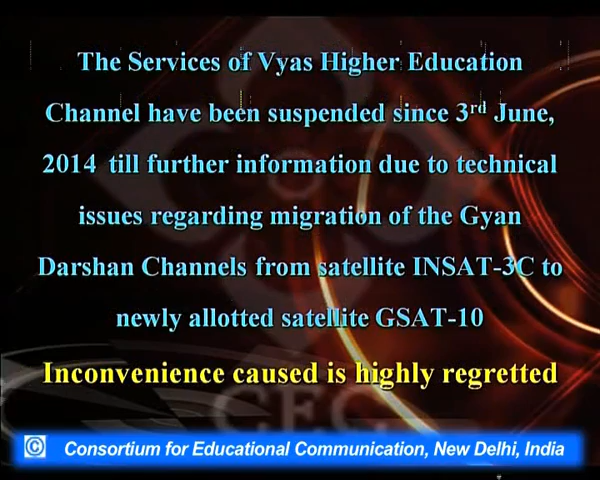 The Services of Vyas Higher Education
Channel have been suspended since 3rd June,
2014 till further information due to technical
issues regarding migration of the Gyan
Darshan Channels from satellite INSAT-3C to
newly allotted satellite GSAT-10
Inconvenience caused is highly regretted
CEC
© Consortium for Educational Communication, New Delhi, India